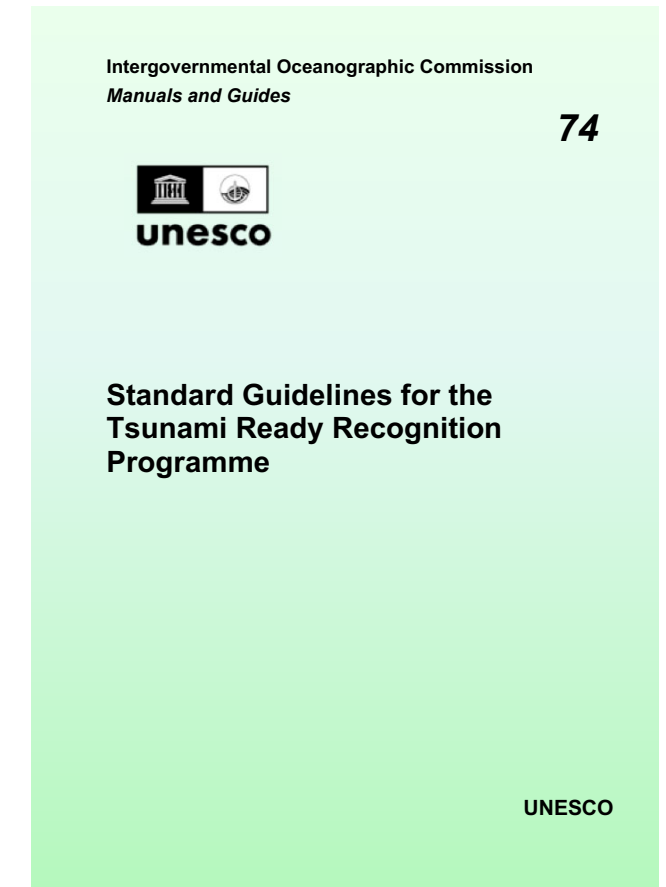 Intergovernmental Oceanographic Commission
Manuals and Guides
74
unesco
Standard Guidelines for the
Tsunami Ready Recognition
Programme
UNESCO